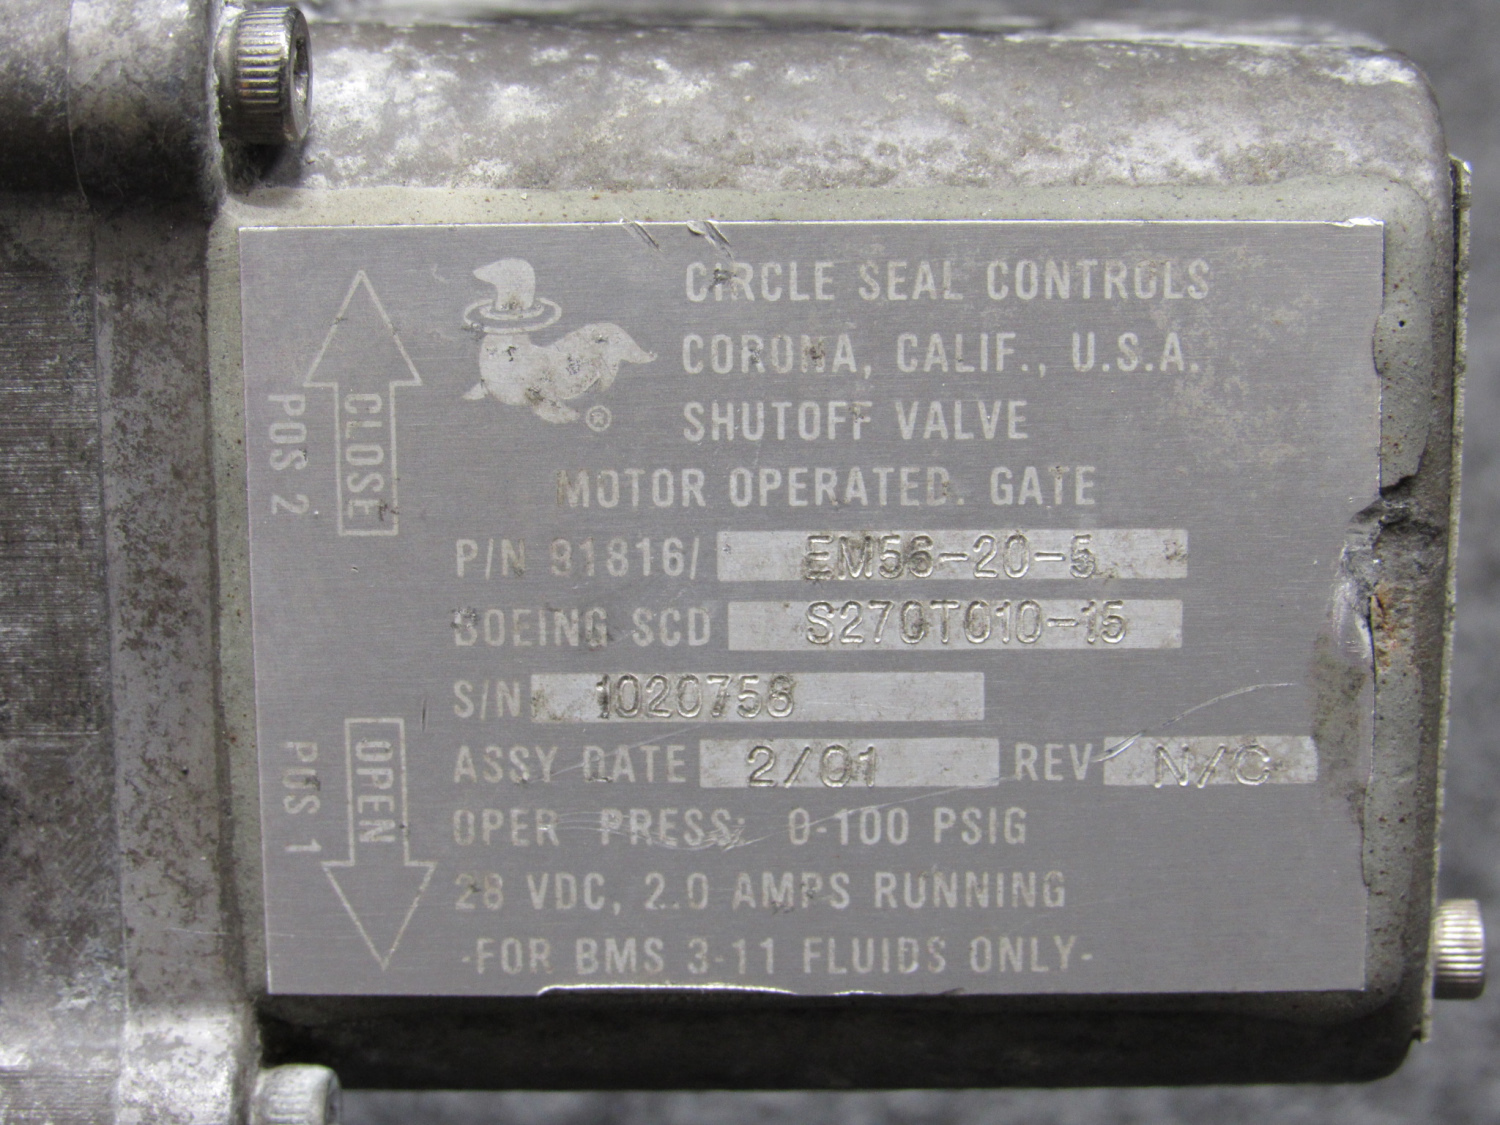 CIRCLE SEAL CONTROLS
CORONA, CALIF., U.S.A.
SHUTOFF VALVE
MOTOR OPERATED. GATE
P/N 91816/ EM56-20-5
BOEING SCD S270T010-15
S/N 1020758
ASSY DATE 2/01 REV N/C
OPER PRESS: 0-100 PSIG
28 VDC, 2.0 AMPS RUNNING
-FOR BMS 3-11 FLUIDS ONLY-
CLOSE
POS 2
OPEN
POS 1
®